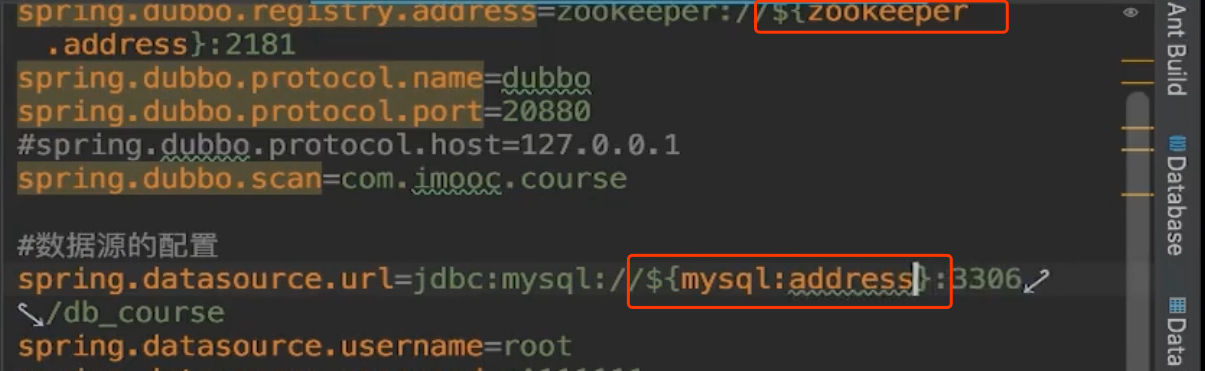 spring.dubbo.registry.address=zookeeper://${zookeeper
.address}:2181
spring.dubbo.protocol.name=dubbo
spring.dubbo.protocol.port=20880
#spring.dubbo.protocol.host=127.0.0.1
spring.dubbo.scan=com.imooc.course
#数据源的配置
spring.datasource.url=jdbc:mysql://${mysql:address}:3306
/db_course
spring.datasource.username=root
Ant Build
Database
Data